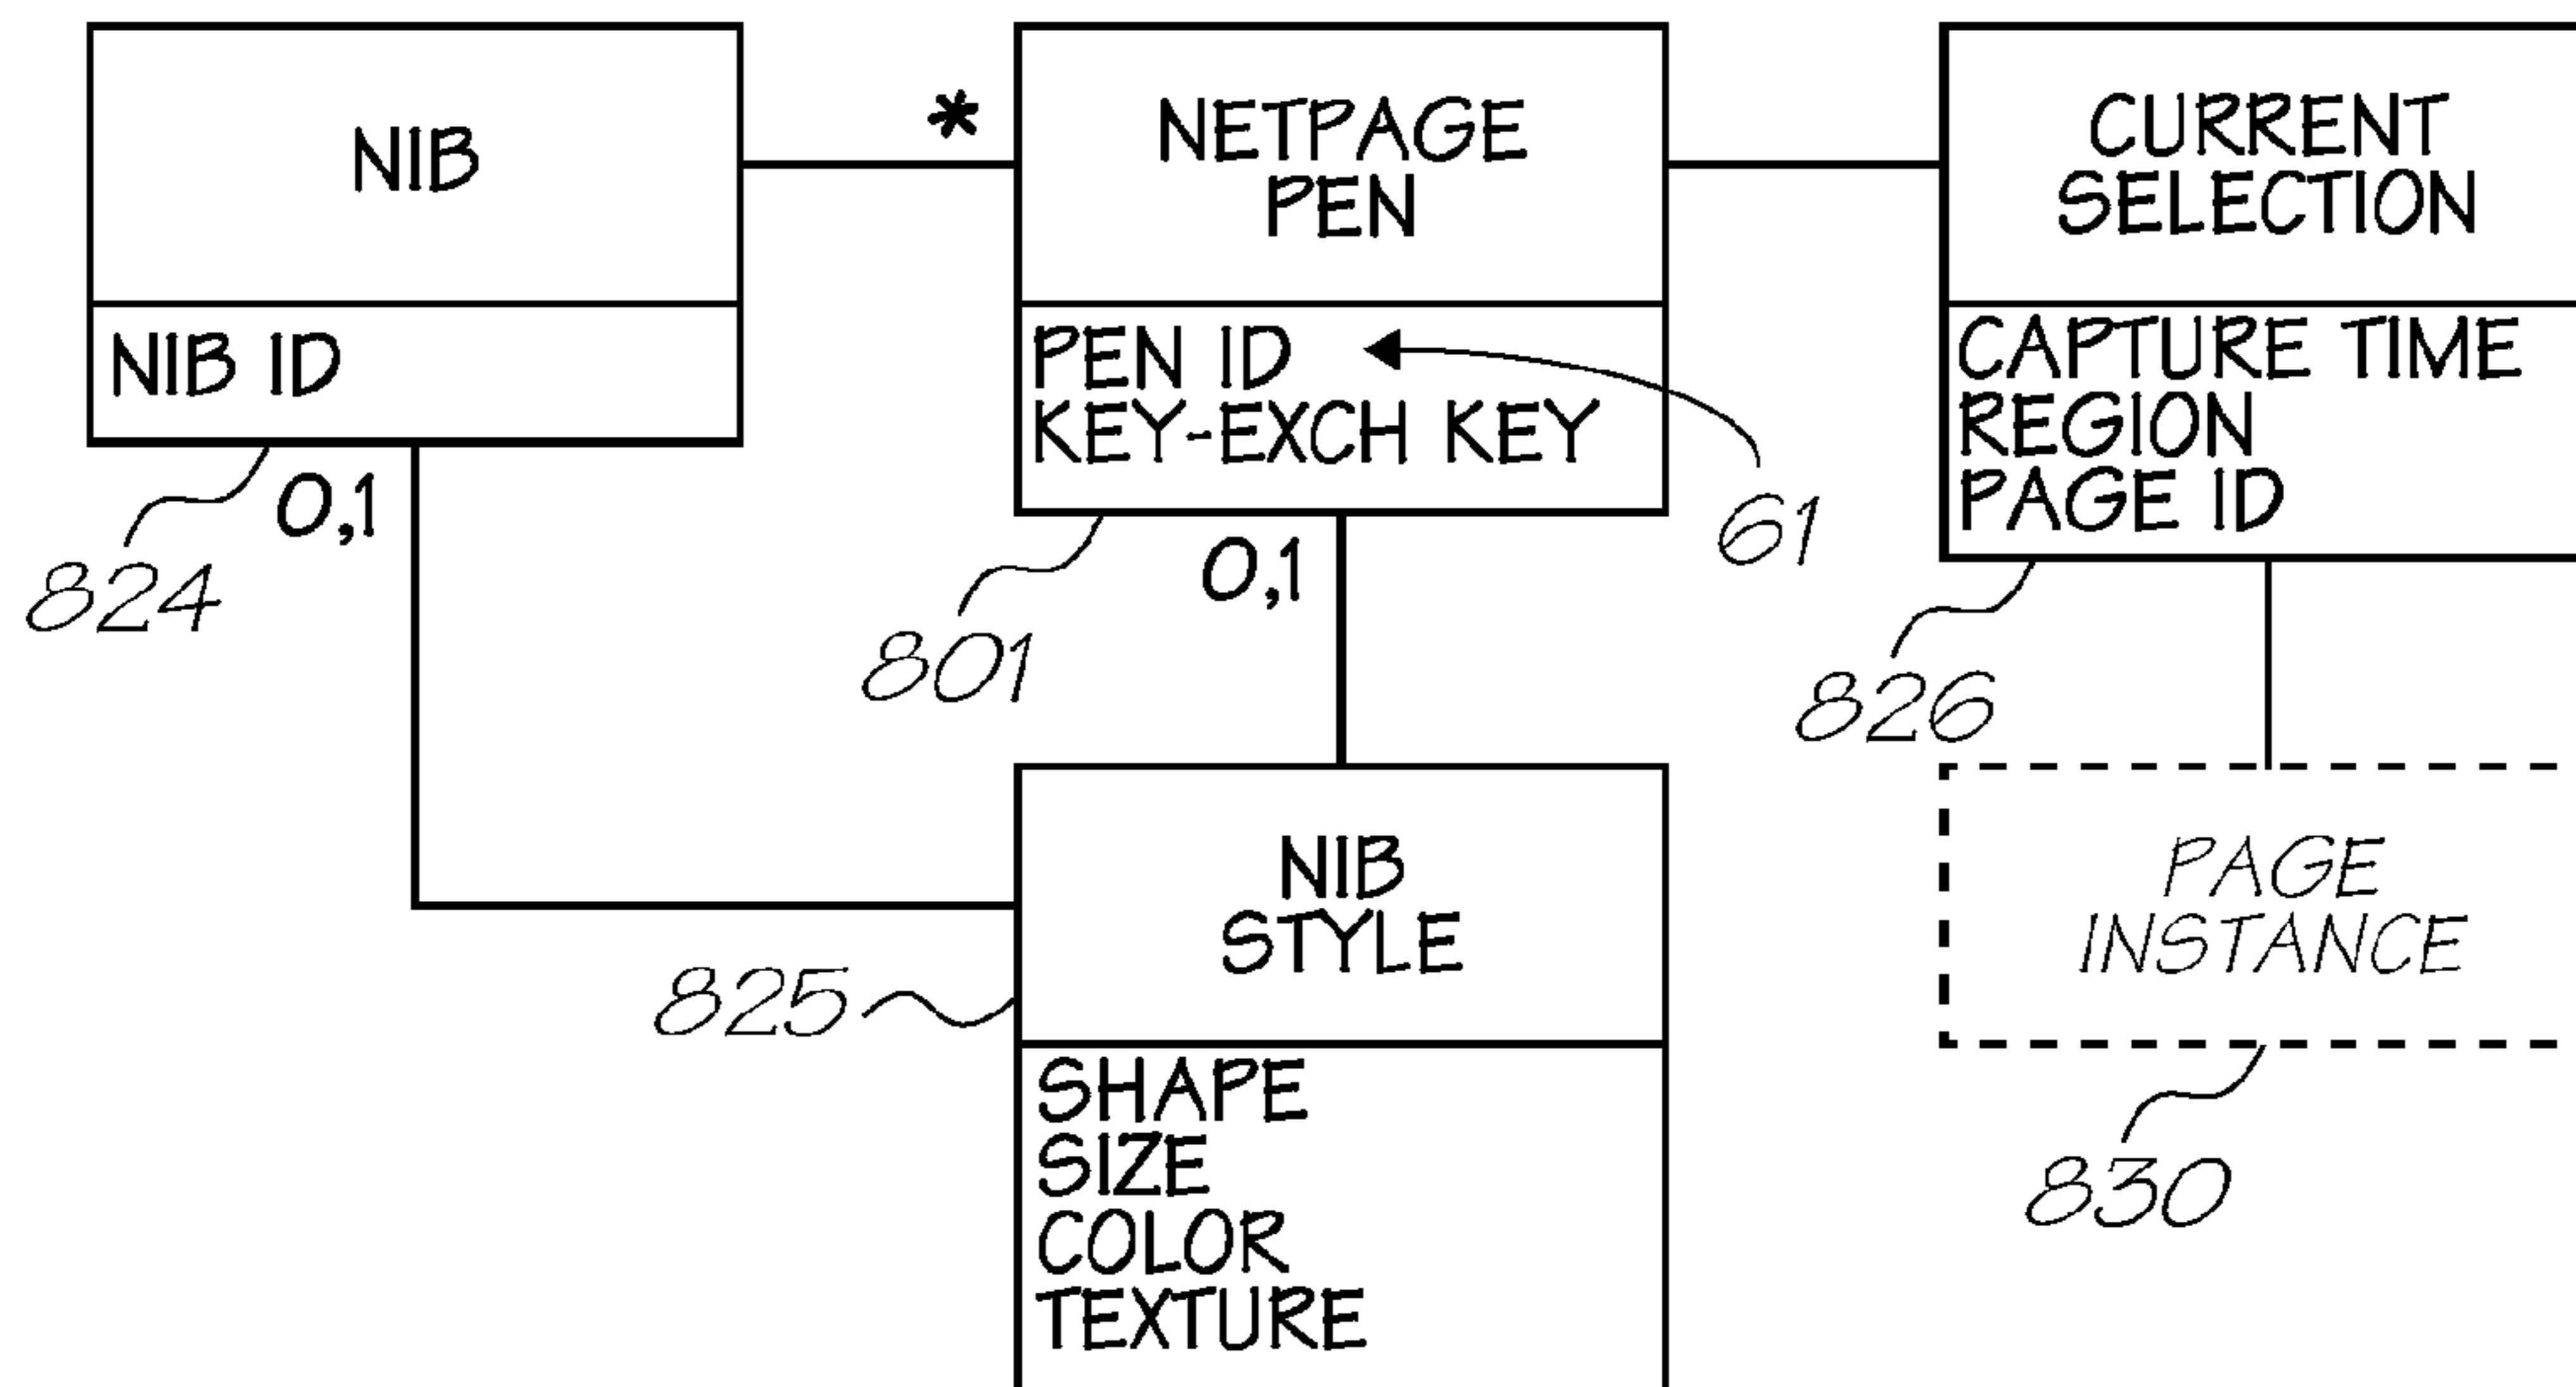 NIB
NIB ID
824
0,1
*
NETPAGE
PEN
PEN ID
KEY-EXCH KEY
61
801
0,1
CURRENT
SELECTION
CAPTURE TIME
REGION
PAGE ID
826
NIB
STYLE
825
SHAPE
SIZE
COLOR
TEXTURE
PAGE
INSTANCE
830